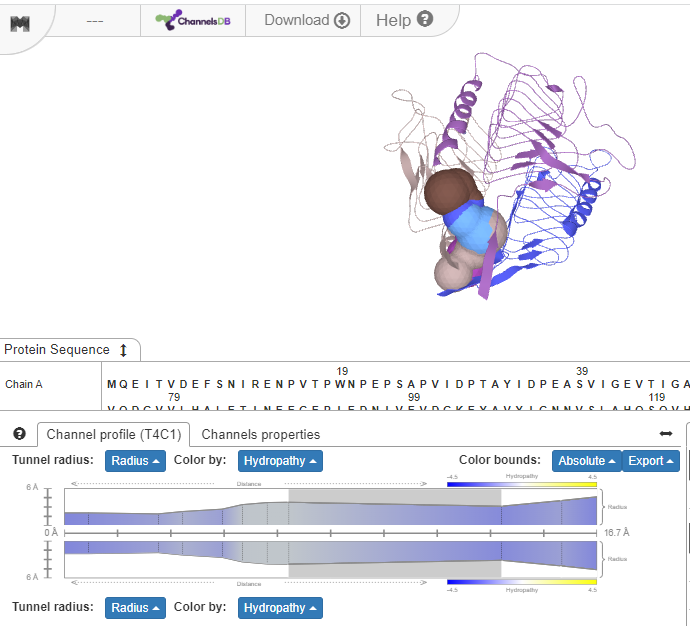 --- ChannelsDB Download Help ?
Protein Sequence
19 39
Chain A M Q E I T V D E F S N I R E N P V T P W N P E P S A P V I D P T A Y I D P E A S V I G E V T I G A
79 99 119
? Channel profile (T4C1) Channels properties
Tunnel radius: Radius Color by: Hydropathy Color bounds: Absolute Export
-4.5 Hydropathy 4.5
6 Å Distance
Radius
0 Å 16.7 Å
Radius
6 Å Distance
-4.5 Hydropathy 4.5
Tunnel radius: Radius Color by: Hydropathy